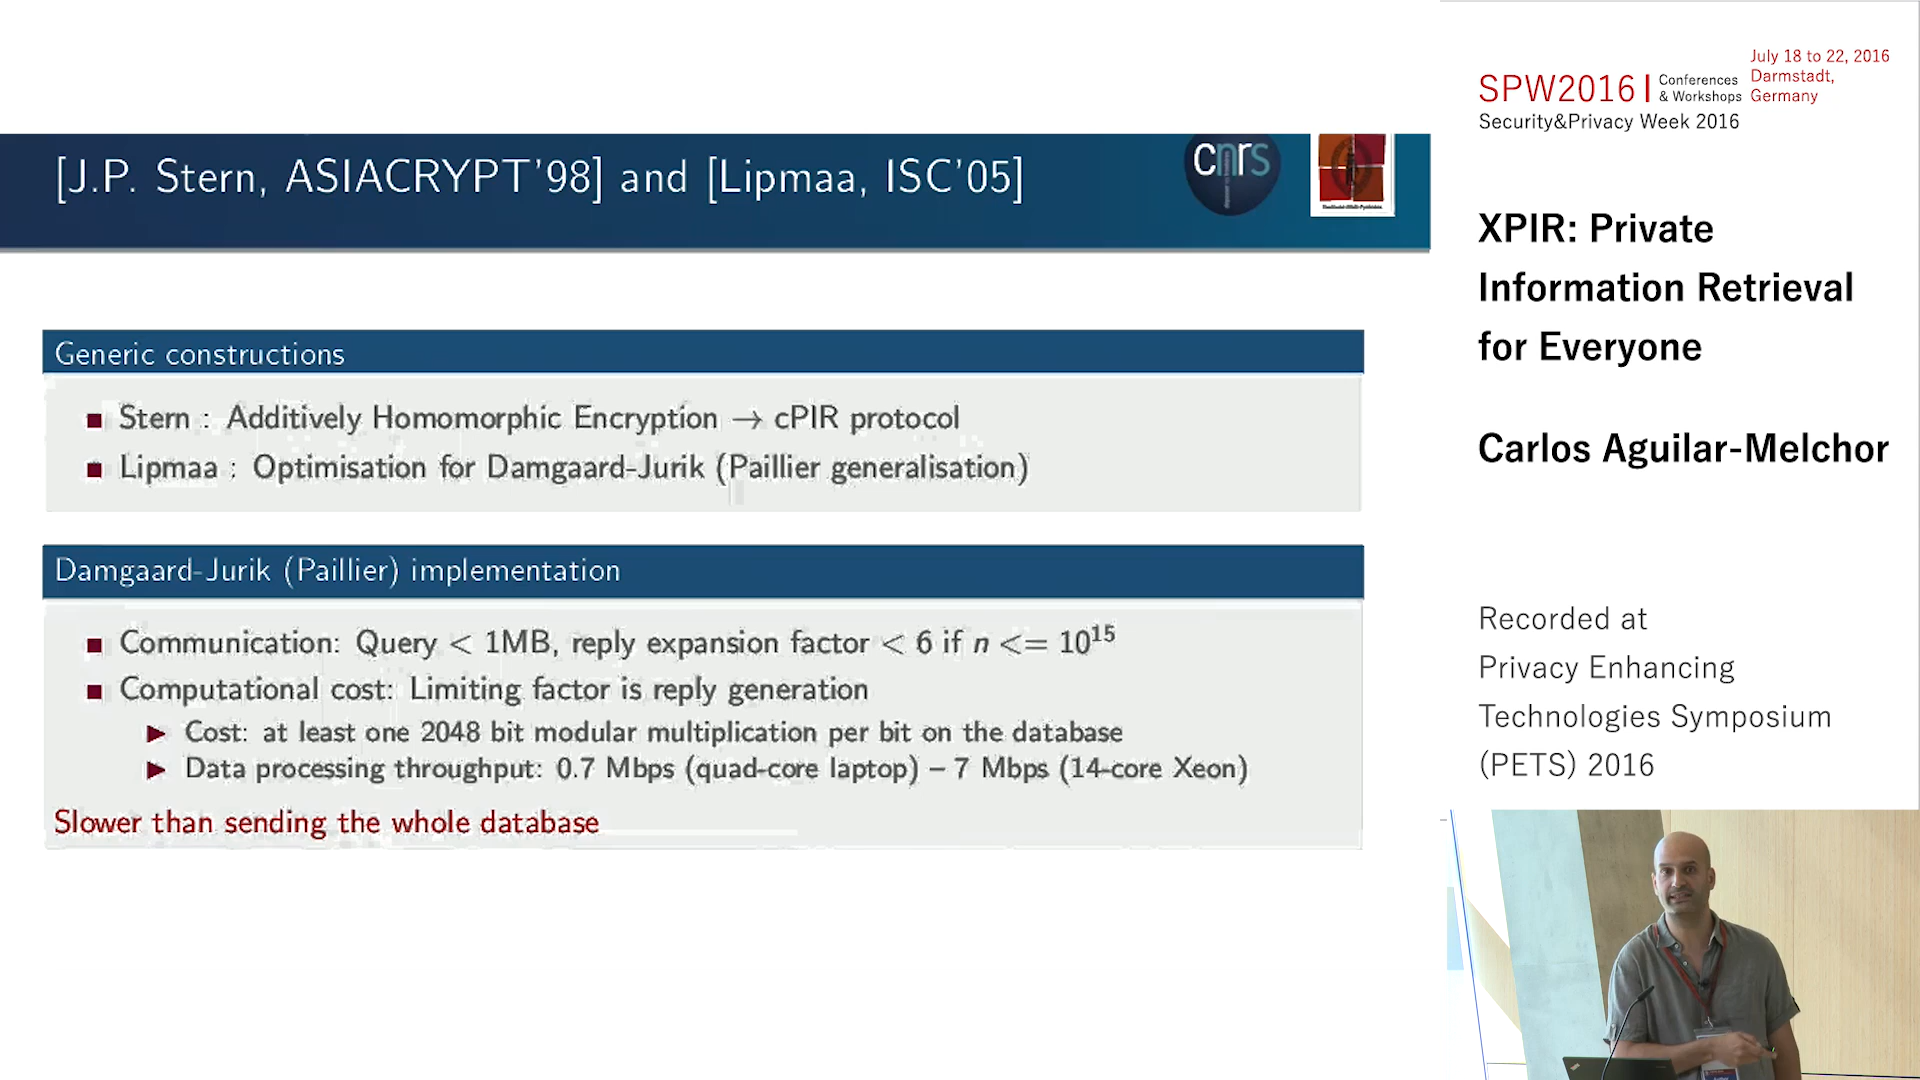 [J.P. Stern, ASIACRYPT'98] and [Lipmaa, ISC'05]
cnrs
Generic constructions
Stern : Additively Homomorphic Encryption → cPIR protocol
Lipmaa : Optimisation for Damgaard-Jurik (Paillier generalisation)
Damgaard-Jurik (Paillier) implementation
Communication: Query < 1MB, reply expansion factor < 6 if n <= 10¹⁵
Computational cost: Limiting factor is reply generation
Cost: at least one 2048 bit modular multiplication per bit on the database
Data processing throughput: 0.7 Mbps (quad-core laptop) – 7 Mbps (14-core Xeon)
Slower than sending the whole database
SPW2016 | Conferences & Workshops
July 18 to 22, 2016
Darmstadt,
Germany
Security&Privacy Week 2016
XPIR: Private
Information Retrieval
for Everyone
Carlos Aguilar-Melchor
Recorded at
Privacy Enhancing
Technologies Symposium
(PETS) 2016